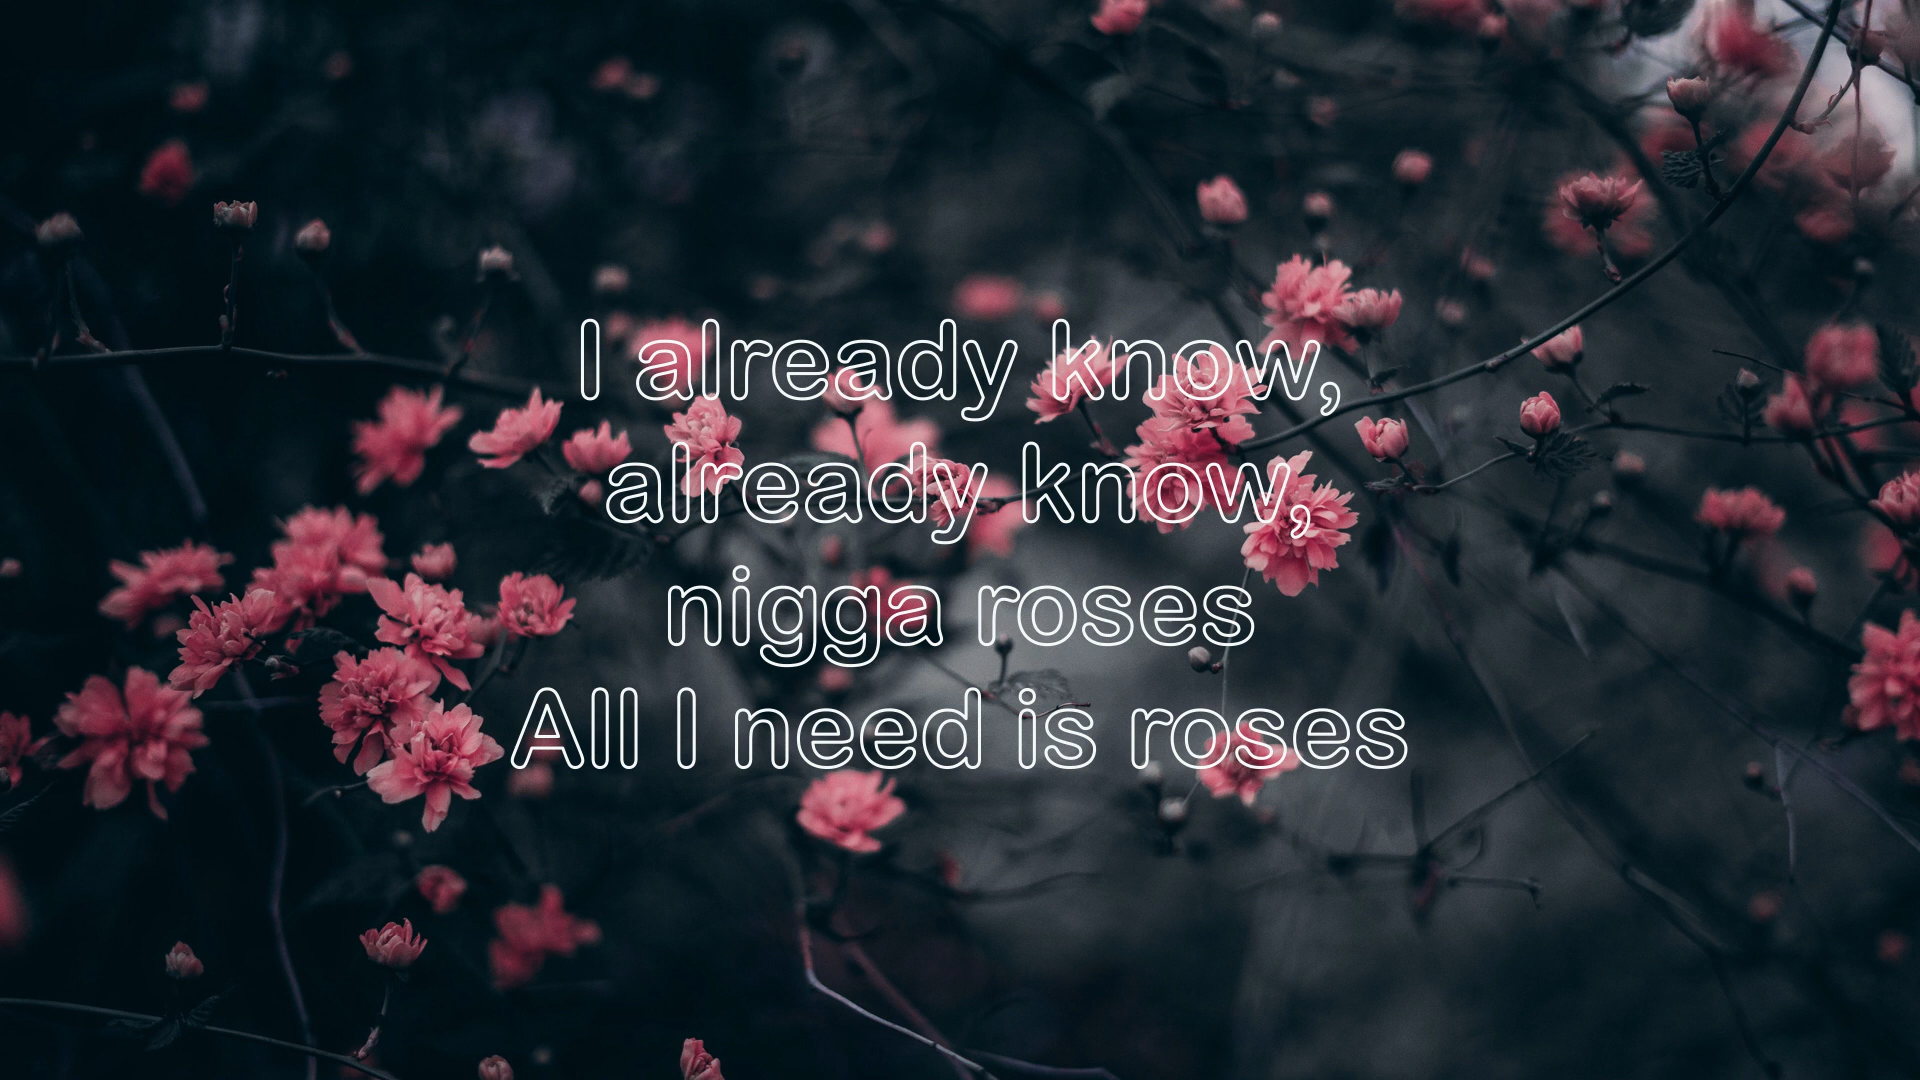 I already know,
already know,
nigga roses
All I need is roses